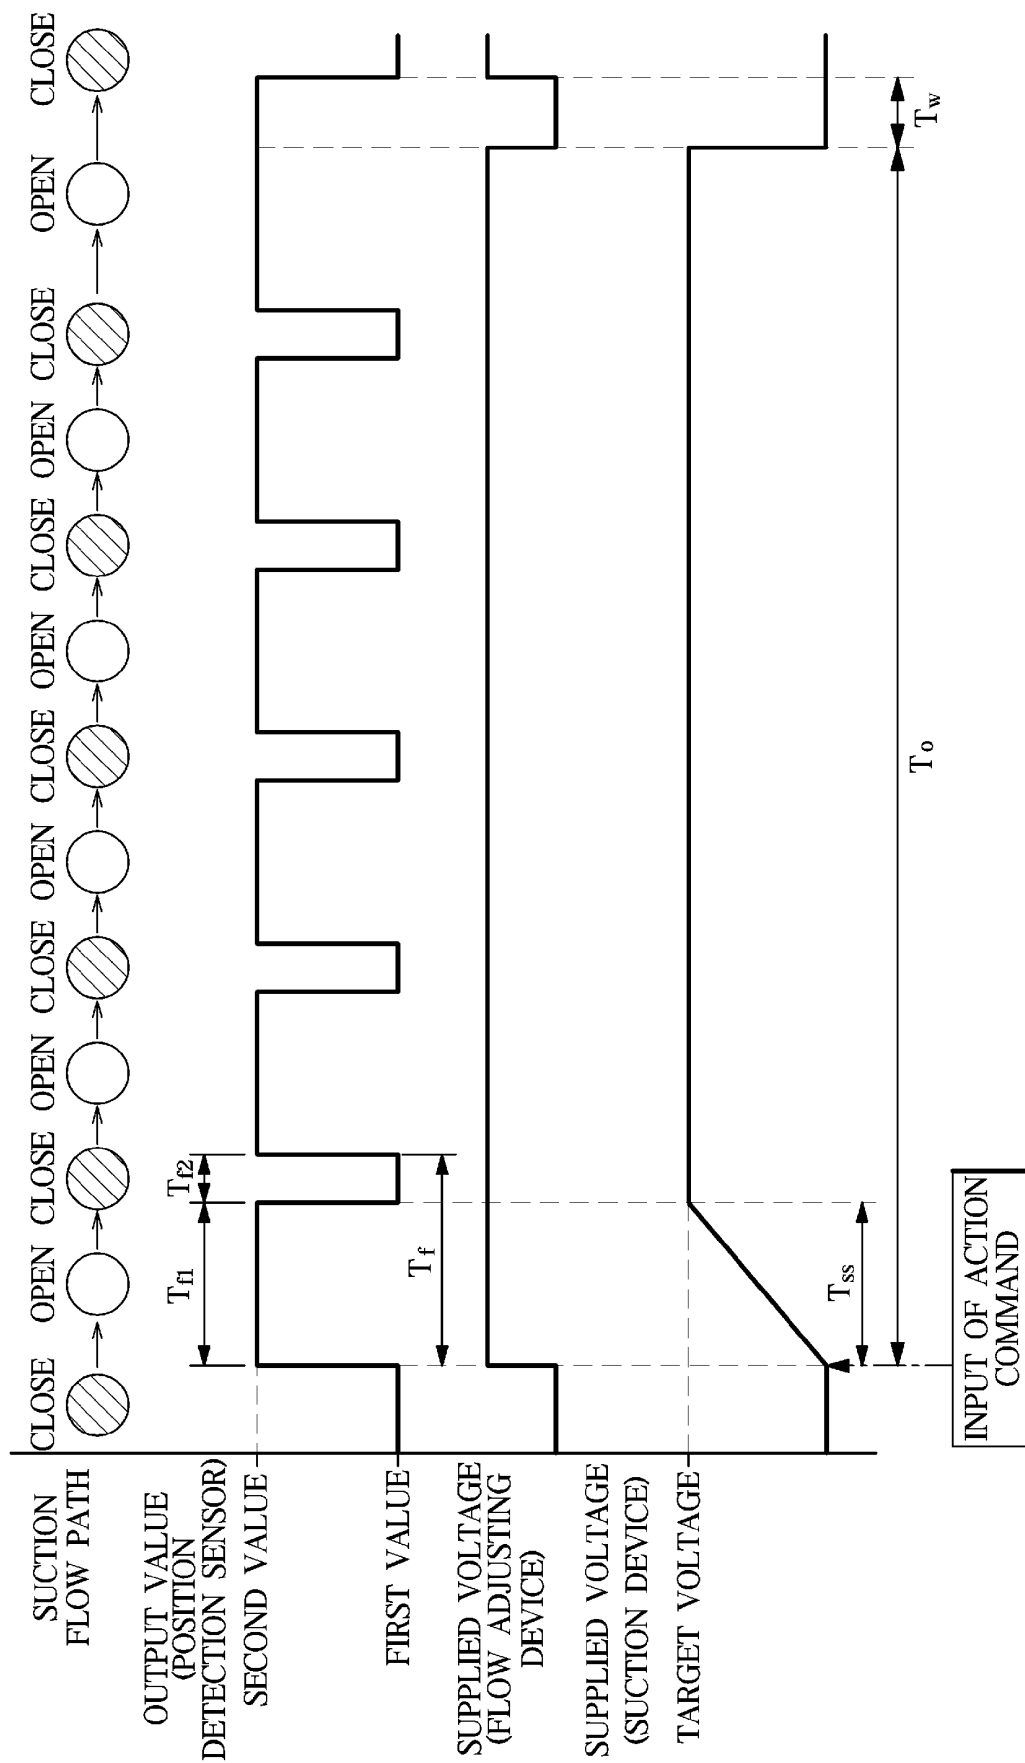 SUCTION
FLOW PATH
CLOSE OPEN CLOSE OPEN CLOSE OPEN CLOSE OPEN CLOSE OPEN CLOSE OPEN CLOSE
OUTPUT VALUE
(POSITION
DETECTION SENSOR)
SECOND VALUE
Tf1
Tf2
FIRST VALUE
Tf
SUPPLIED VOLTAGE
(FLOW ADJUSTING
DEVICE)
SUPPLIED VOLTAGE
(SUCTION DEVICE)
TARGET VOLTAGE
Tss
To
Tw
INPUT OF ACTION
COMMAND